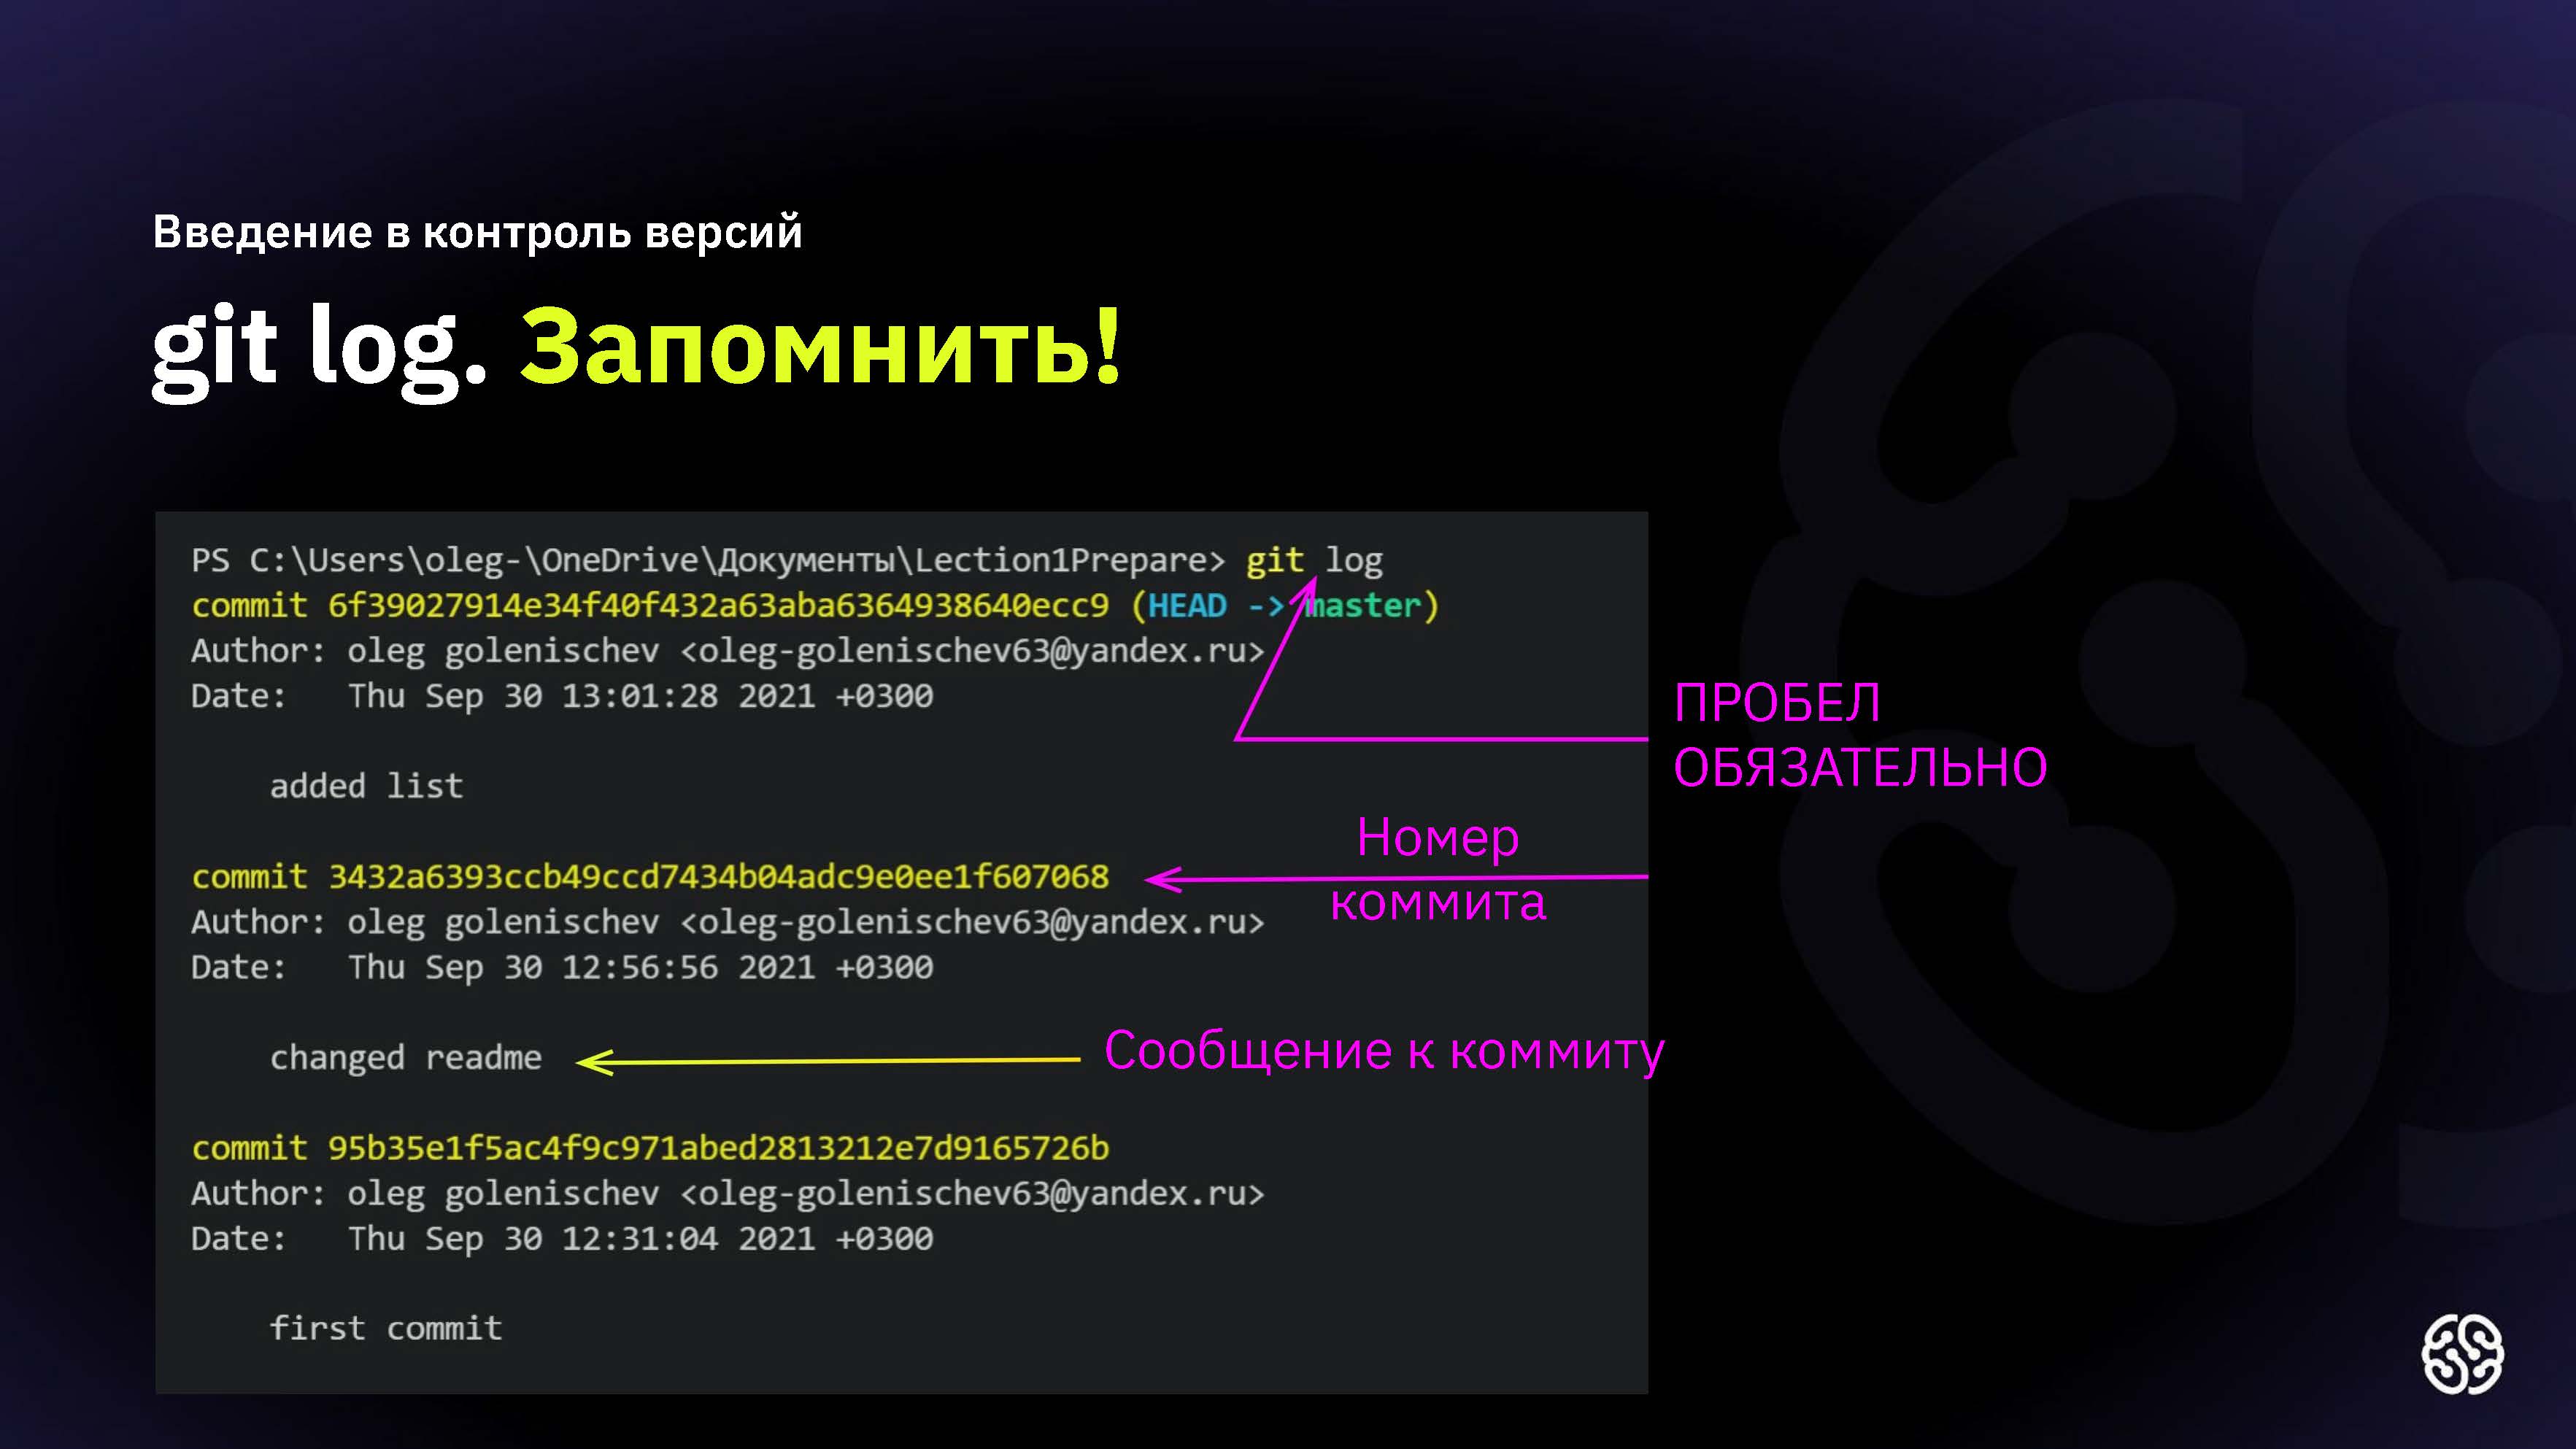 Введение в контроль версий
git log. Запомнить!
PS C:\Users\oleg-\OneDrive\Документы\Lection1Prepare> git log
commit 6f39027914e34f40f432a63aba6364938640ecc9 (HEAD -> master)
Author: oleg golenischev <oleg-golenischev63@yandex.ru>
Date:   Thu Sep 30 13:01:28 2021 +0300
ПРОБЕЛ
ОБЯЗАТЕЛЬНО
added list
Номер
коммита
commit 3432a6393ccb49ccd7434b04adc9e0ee1f607068
Author: oleg golenischev <oleg-golenischev63@yandex.ru>
Date:   Thu Sep 30 12:56:56 2021 +0300
changed readme
Сообщение к коммиту
commit 95b35e1f5ac4f9c971abed2813212e7d9165726b
Author: oleg golenischev <oleg-golenischev63@yandex.ru>
Date:   Thu Sep 30 12:31:04 2021 +0300
first commit